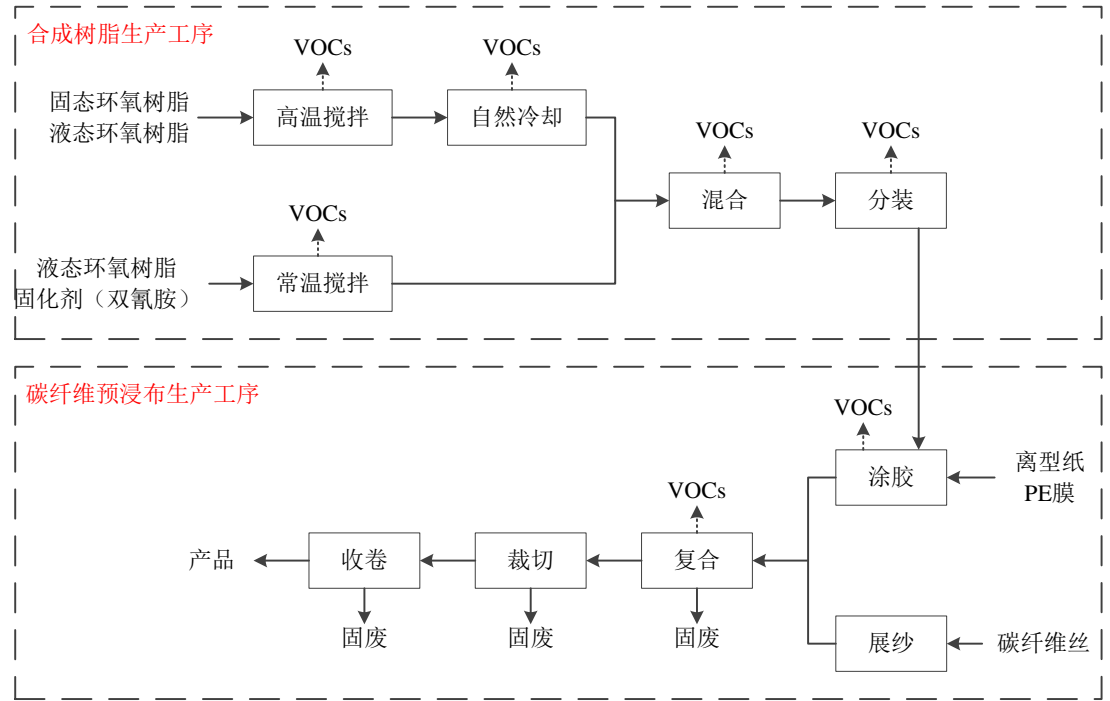 合成树脂生产工序
VOCs
VOCs
固态环氧树脂
液态环氧树脂
高温搅拌
自然冷却
VOCs
VOCs
混合
分装
VOCs
液态环氧树脂
固化剂（双氰胺）
常温搅拌
碳纤维预浸布生产工序
VOCs
涂胶
离型纸
PE膜
VOCs
产品
收卷
裁切
复合
固废
固废
固废
展纱
碳纤维丝